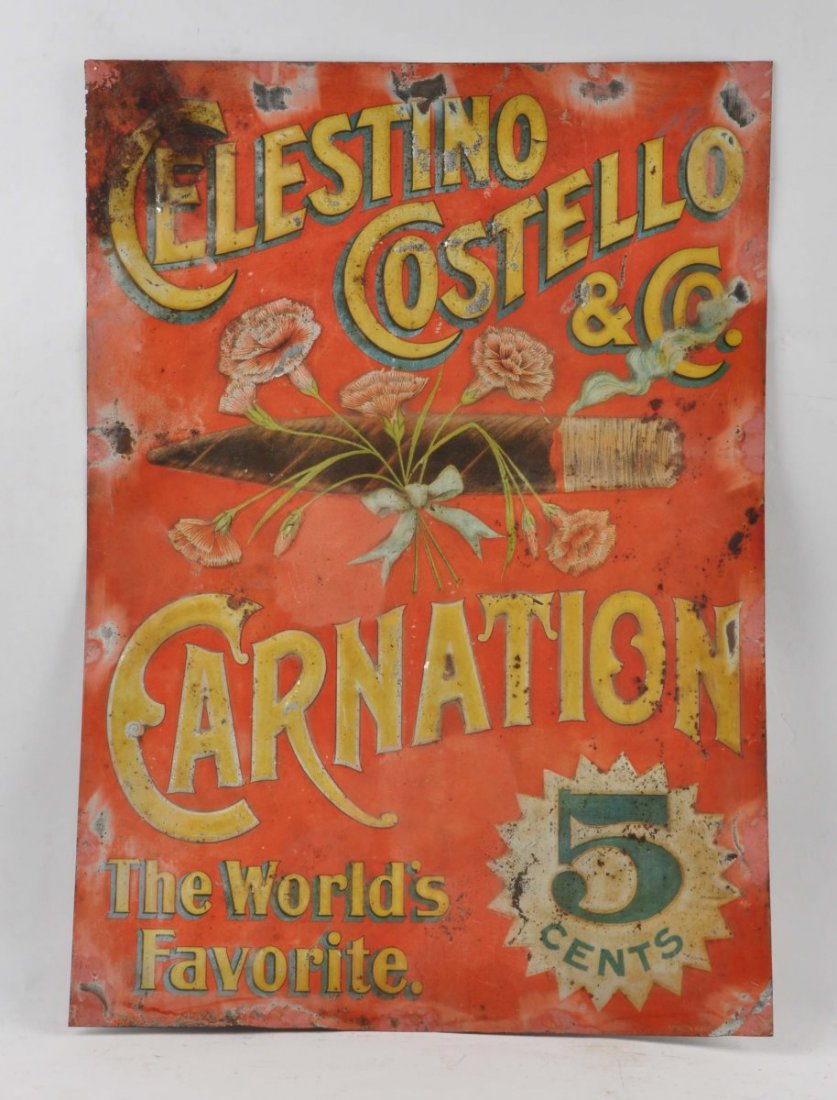 CELESTINO
COSTELLO
& CO.
CARNATION
The World's
Favorite.
5
CENTS